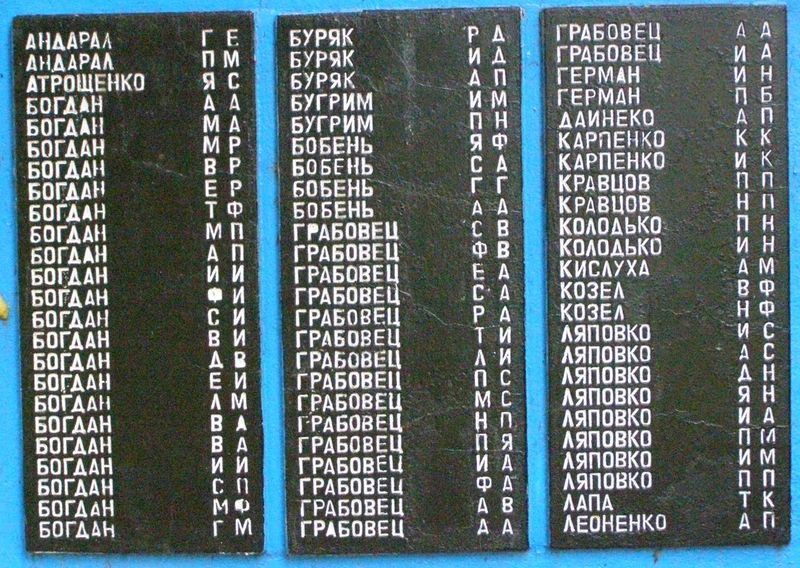 АНДАРАЛ Г Е
АНДАРАЛ П М
АТРОЩЕНКО Я С
БОГДАН А А
БОГДАН М А
БОГДАН М Р
БОГДАН В Р
БОГДАН Е Р
БОГДАН Т Ф
БОГДАН М П
БОГДАН А П
БОГДАН И И
БОГДАН Ф И
БОГДАН С И
БОГДАН В И
БОГДАН Д В
БОГДАН Е И
БОГДАН Л М
БОГДАН В А
БОГДАН В А
БОГДАН И И
БОГДАН С П
БОГДАН М Ф
БОГДАН Г М
БУРЯК Р Д
БУРЯК И Д
БУРЯК А П
БУГРИМ И М
БУГРИМ П Н
БОБЕНЬ Я Ф
БОБЕНЬ С А
БОБЕНЬ Г Г
БОБЕНЬ А А
ГРАБОВЕЦ С В
ГРАБОВЕЦ Ф В
ГРАБОВЕЦ Е А
ГРАБОВЕЦ С А
ГРАБОВЕЦ Р А
ГРАБОВЕЦ Т И
ГРАБОВЕЦ Л И
ГРАБОВЕЦ П С
ГРАБОВЕЦ М С
ГРАБОВЕЦ Н П
ГРАБОВЕЦ П Я
ГРАБОВЕЦ И А
ГРАБОВЕЦ Ф А
ГРАБОВЕЦ А В
ГРАБОВЕЦ А А
ГРАБОВЕЦ А А
ГРАБОВЕЦ И А
ГЕРМАН И Н
ГЕРМАН П Б
ДАИНЕКО А П
КАРПЕНКО К К
КАРПЕНКО И К
КРАВЦОВ П П
КРАВЦОВ Н П
КОЛОДЬКО П Н
КОЛОДЬКО И Н
КИСЛУХА А М
КОЗЕЛ В Ф
КОЗЕЛ Н Ф
ЛЯПОВКО И С
ЛЯПОВКО А С
ЛЯПОВКО Д Н
ЛЯПОВКО Я Н
ЛЯПОВКО И А
ЛЯПОВКО П М
ЛЯПОВКО И М
ЛЯПОВКО П П
ЛАПА Т К
ЛЕОНЕНКО А П